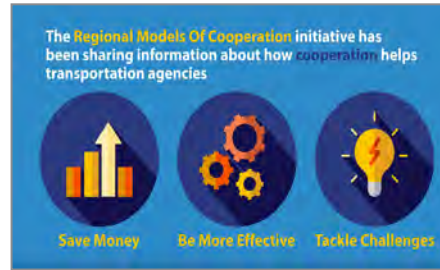 The Regional Models Of Cooperation initiative has
been sharing information about how cooperation helps
transportation agencies
Save Money
Be More Effective
Tackle Challenges